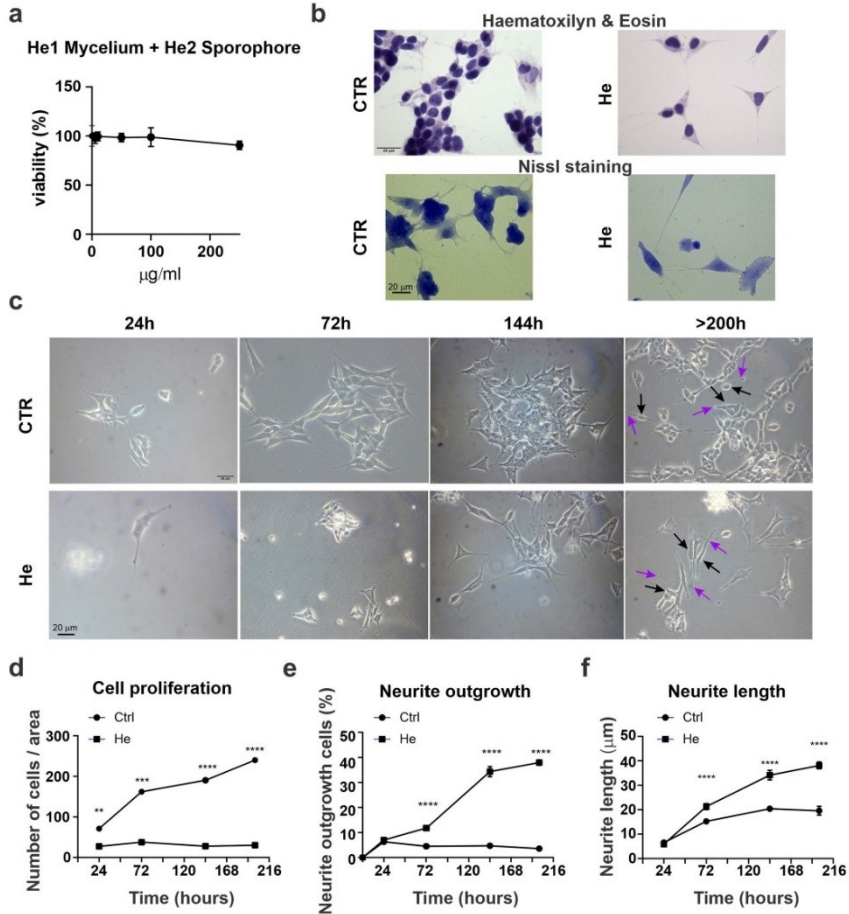 a
He1 Mycelium + He2 Sporophore
150
100
50
0
viability (%)
0
100
200
μg/ml
b
Haematoxilyn & Eosin
CTR
He
Nissl staining
CTR
20 μm
He
c
24h
72h
144h
>200h
CTR
He
20 μm
d
Cell proliferation
Ctrl
He
300
200
100
0
Number of cells / area
**
***
****
****
24
72
120
168
216
Time (hours)
e
Neurite outgrowth
Ctrl
He
50
40
30
20
10
0
Neurite outgrowth cells (%)
****
****
****
24
72
120
168
216
Time (hours)
f
Neurite length
Ctrl
He
50
40
30
20
10
0
Neurite length (μm)
****
****
****
24
72
120
168
216
Time (hours)